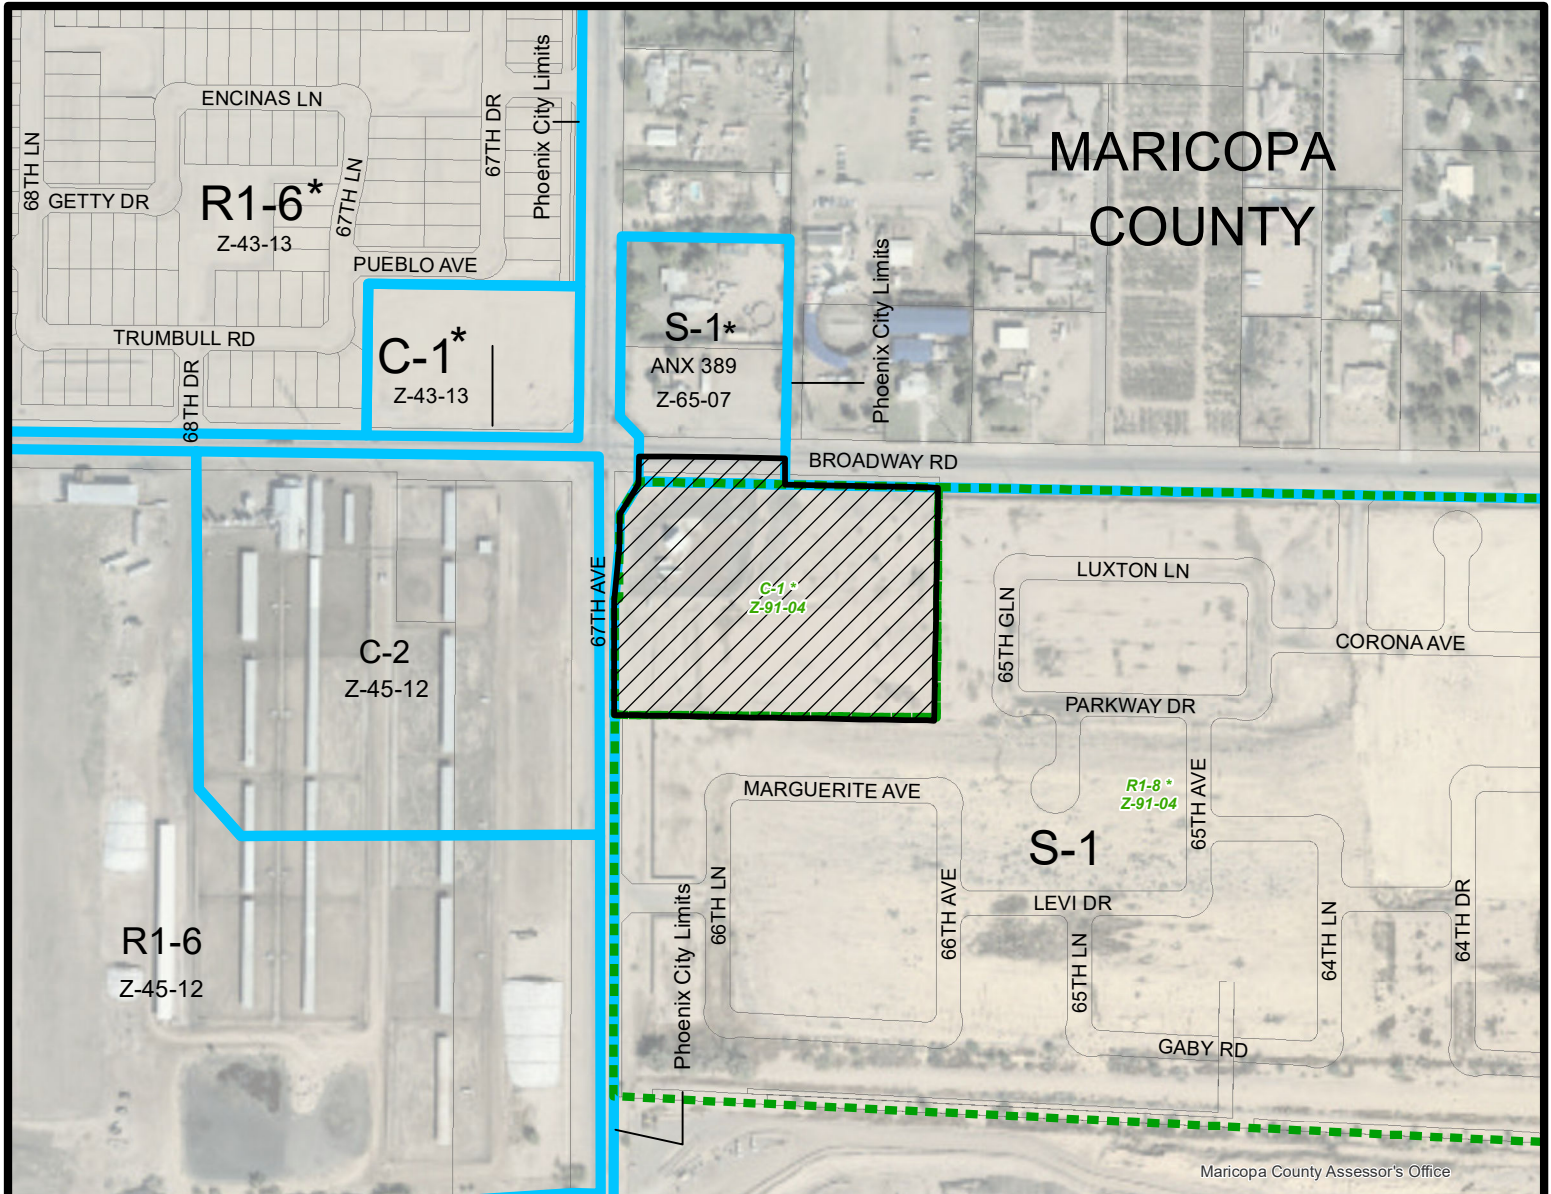 ENCINAS LN
68TH LN
GETTY DR
R1-6*
Z-43-13
67TH LN
67TH DR
Phoenix City Limits
PUEBLO AVE
TRUMBULL RD
68TH DR
C-1*
Z-43-13
S-1*
ANX 389
Z-65-07
Phoenix City Limits
MARICOPA
COUNTY
BROADWAY RD
67TH AVE
C-1 *
Z-91-04
C-2
Z-45-12
R1-6
Z-45-12
LUXTON LN
65TH GLN
CORONA AVE
PARKWAY DR
MARGUERITE AVE
R1-8 *
Z-91-04
65TH AVE
S-1
66TH LN
66TH AVE
LEVI DR
65TH LN
64TH LN
64TH DR
Phoenix City Limits
GABY RD
Maricopa County Assessor's Office